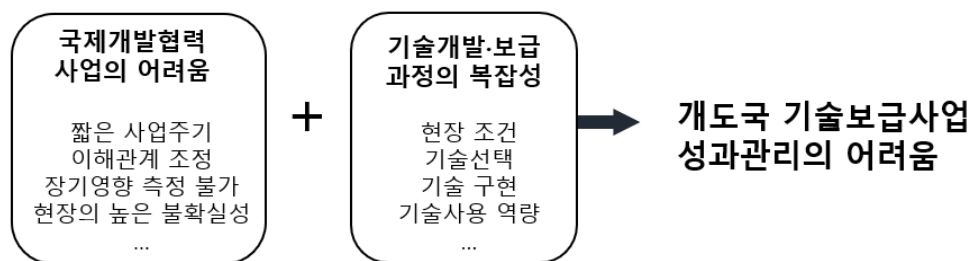 국제개발협력
사업의 어려움
짧은 사업주기
이해관계 조정
장기영향 측정 불가
현장의 높은 불확실성
...
+
기술개발·보급
과정의 복잡성
현장 조건
기술선택
기술 구현
기술사용 역량
...
개도국 기술보급사업
성과관리의 어려움